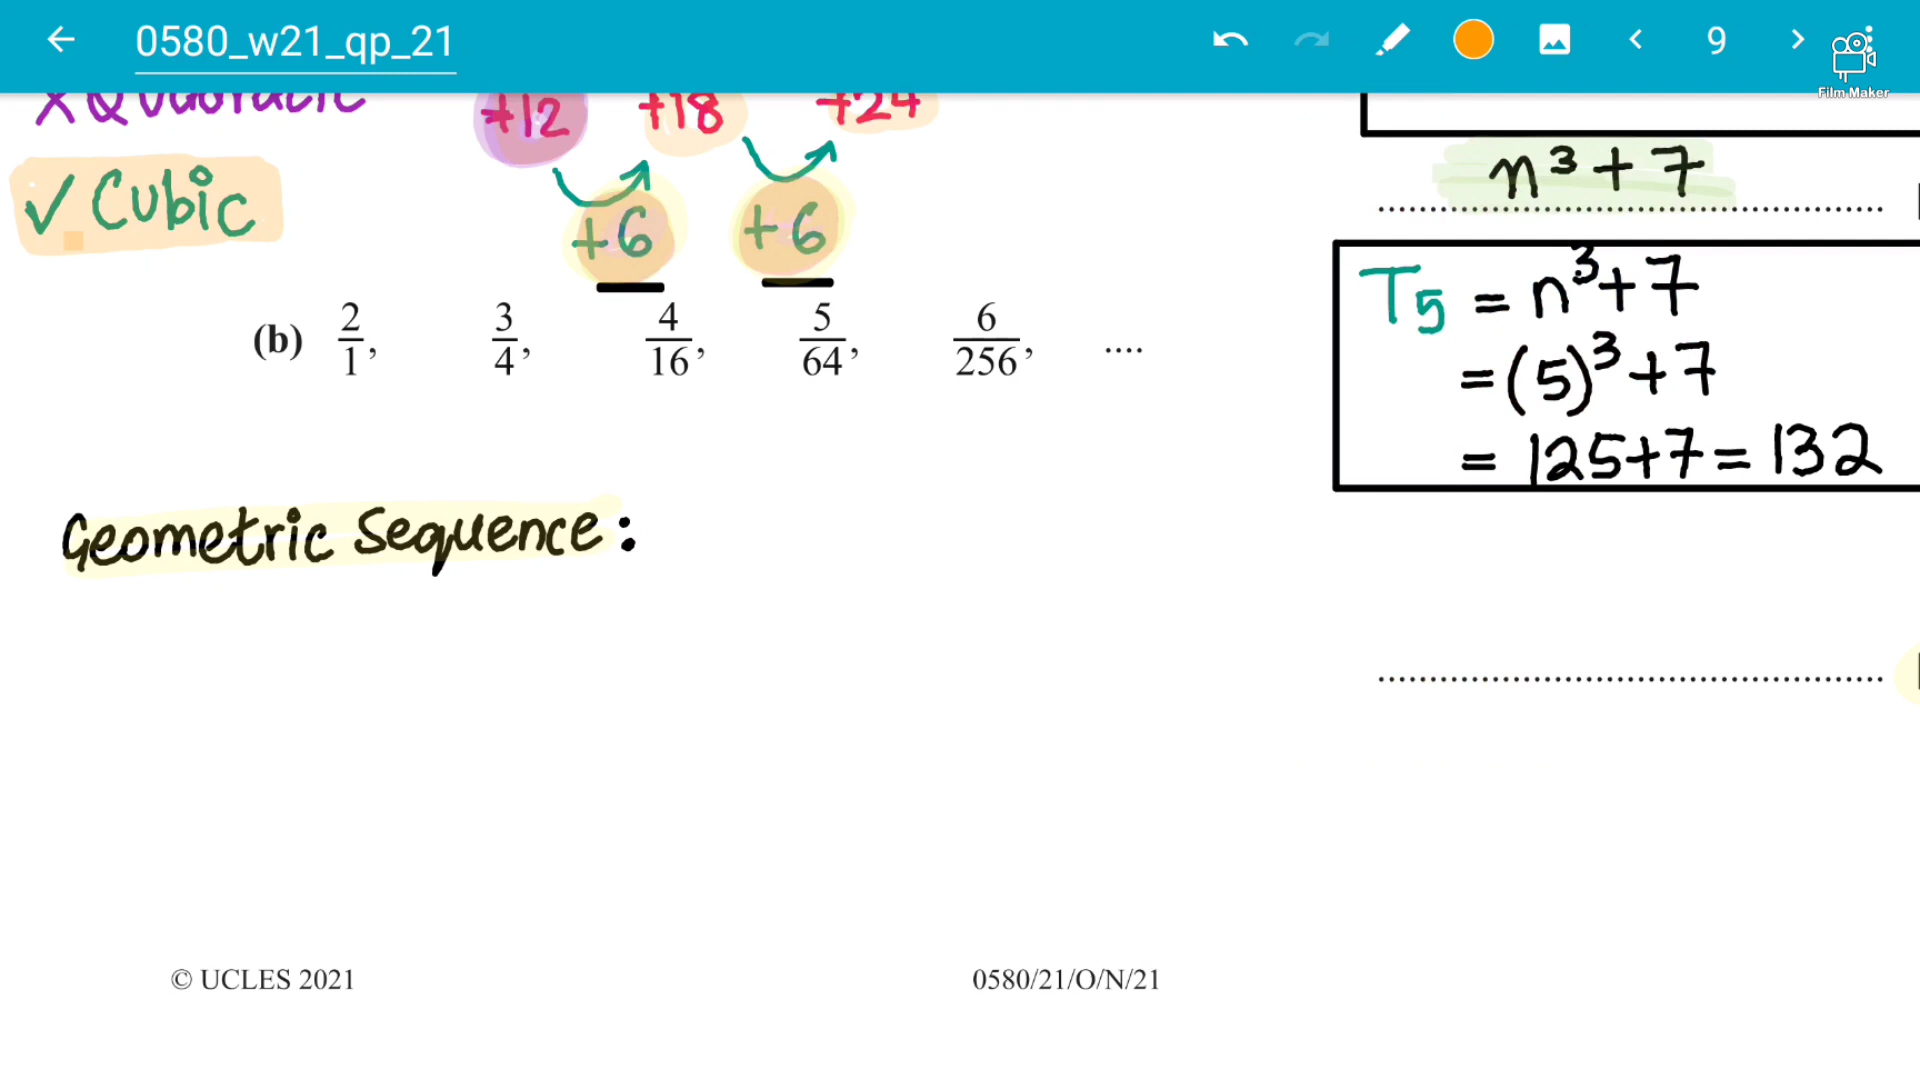 0580_w21_qp_21 9
Film Maker
X Quadratic +12 +18 +24
✓ Cubic +6 +6
n³ + 7
..........................................
(b) 2/1, 3/4, 4/16, 5/64, 6/256, ....
T5 = n³+7
= (5)³+7
= 125+7 = 132
Geometric Sequence:
..........................................
© UCLES 2021 0580/21/O/N/21